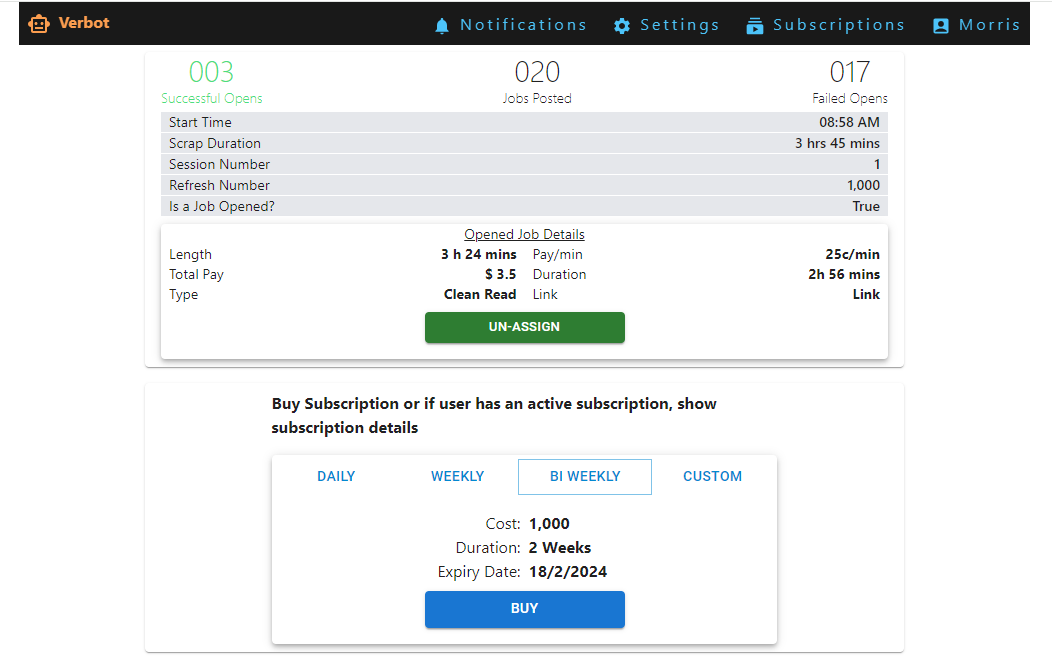 Verbot Notifications Settings Subscriptions Morris
003 020 017
Successful Opens Jobs Posted Failed Opens
Start Time 08:58 AM
Scrap Duration 3 hrs 45 mins
Session Number 1
Refresh Number 1,000
Is a Job Opened? True
Opened Job Details
Length 3 h 24 mins Pay/min 25c/min
Total Pay $ 3.5 Duration 2h 56 mins
Type Clean Read Link Link
UN-ASSIGN
Buy Subscription or if user has an active subscription, show
subscription details
DAILY WEEKLY BI WEEKLY CUSTOM
Cost: 1,000
Duration: 2 Weeks
Expiry Date: 18/2/2024
BUY